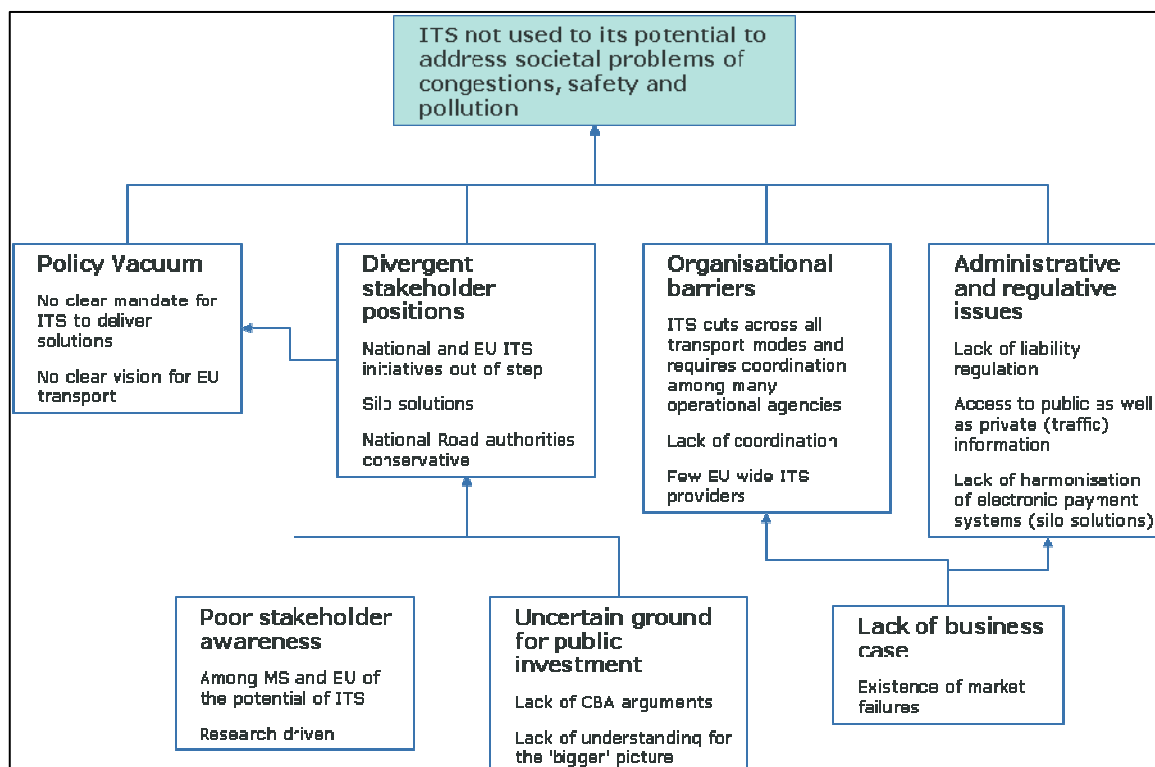 ITS not used to its potential to
address societal problems of
congestions, safety and
pollution
Policy Vacuum
No clear mandate for
ITS to deliver
solutions
No clear vision for EU
transport
Divergent
stakeholder
positions
National and EU ITS
initiatives out of step
Silo solutions
National Road authorities
conservative
Organisational
barriers
ITS cuts across all
transport modes and
requires coordination
among many
operational agencies
Lack of coordination
Few EU wide ITS
providers
Administrative
and regulative
issues
Lack of liability
regulation
Access to public as well
as private (traffic)
information
Lack of harmonisation
of electronic payment
systems (silo solutions)
Poor stakeholder
awareness
Among MS and EU of
the potential of ITS
Research driven
Uncertain ground
for public
investment
Lack of CBA arguments
Lack of understanding for
the 'bigger' picture
Lack of business
case
Existence of market
failures